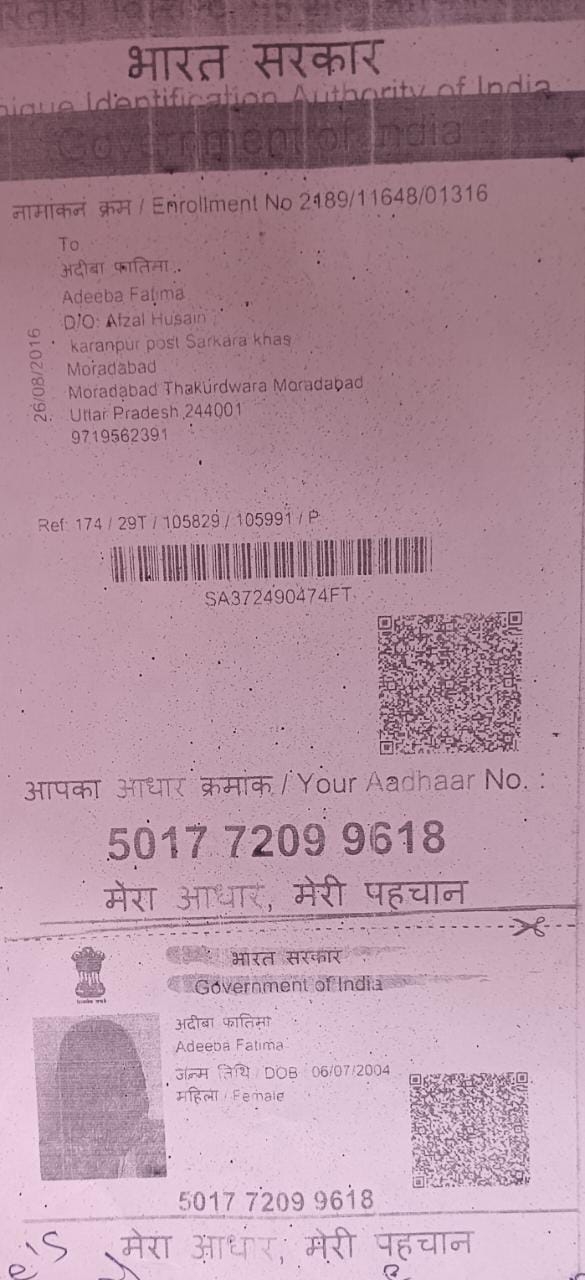 भारत सरकार
Unique Identification Authority of India
Government of India
नामांकन क्रम / Enrollment No 2189/11648/01316
To
अदीबा फातिमा
Adeeba Fatima
D/O: Afzal Husain
karanpur post Sarkara khas
Moradabad
Moradabad Thakurdwara Moradabad
Uttar Pradesh 244001
9719562391
26/08/2016
Ref: 174 / 29T / 105829 / 105991 / P
SA372490474FT
आपका आधार क्रमांक / Your Aadhaar No. :
5017 7209 9618
मेरा आधार, मेरी पहचान
भारत सरकार
Government of India
अदीबा फातिमा
Adeeba Fatima
जन्म तिथि / DOB 06/07/2004
महिला / Female
5017 7209 9618
मेरा आधार, मेरी पहचान